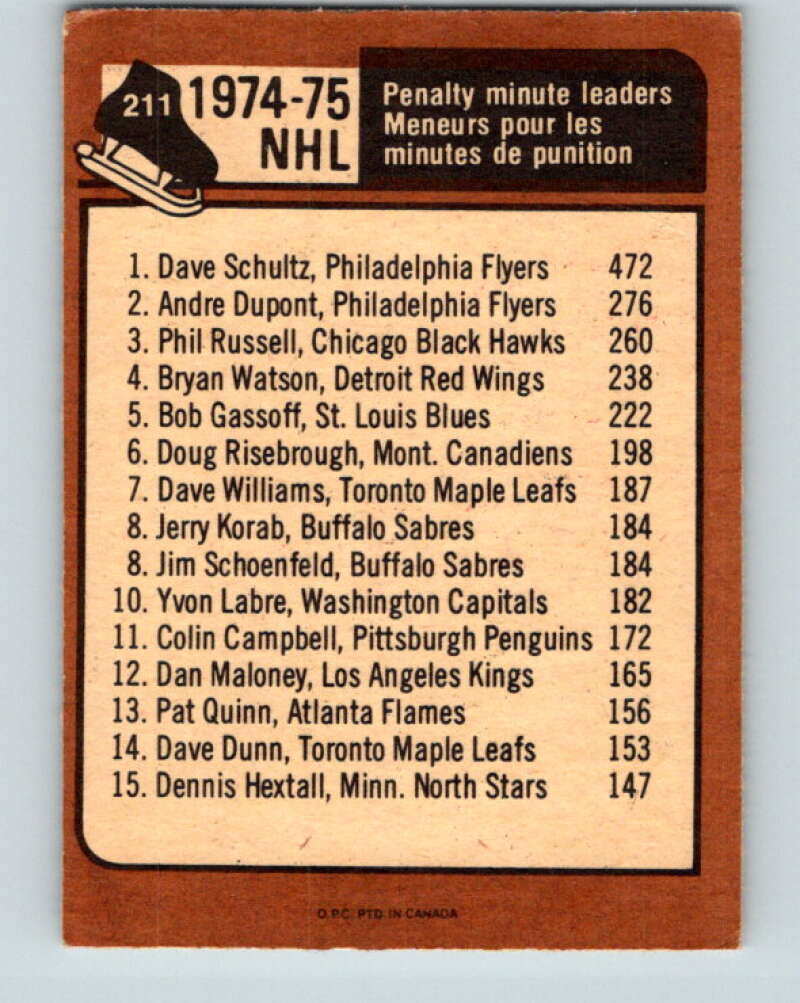 211 1974-75 NHL
Penalty minute leaders
Meneurs pour les
minutes de punition
1. Dave Schultz, Philadelphia Flyers 472
2. Andre Dupont, Philadelphia Flyers 276
3. Phil Russell, Chicago Black Hawks 260
4. Bryan Watson, Detroit Red Wings 238
5. Bob Gassoff, St. Louis Blues 222
6. Doug Risebrough, Mont. Canadiens 198
7. Dave Williams, Toronto Maple Leafs 187
8. Jerry Korab, Buffalo Sabres 184
8. Jim Schoenfeld, Buffalo Sabres 184
10. Yvon Labre, Washington Capitals 182
11. Colin Campbell, Pittsburgh Penguins 172
12. Dan Maloney, Los Angeles Kings 165
13. Pat Quinn, Atlanta Flames 156
14. Dave Dunn, Toronto Maple Leafs 153
15. Dennis Hextall, Minn. North Stars 147
O.P.C. PTD. IN CANADA